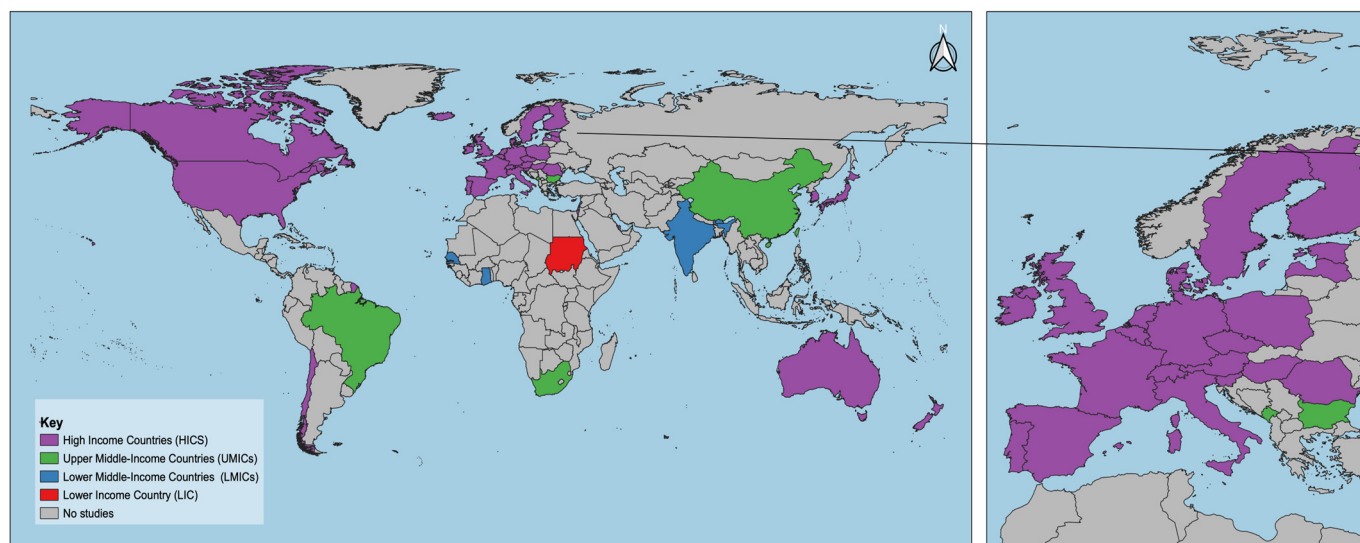 N
Key
High Income Countries (HICS)
Upper Middle-Income Countries (UMICs)
Lower Middle-Income Countries (LMICs)
Lower Income Country (LIC)
No studies